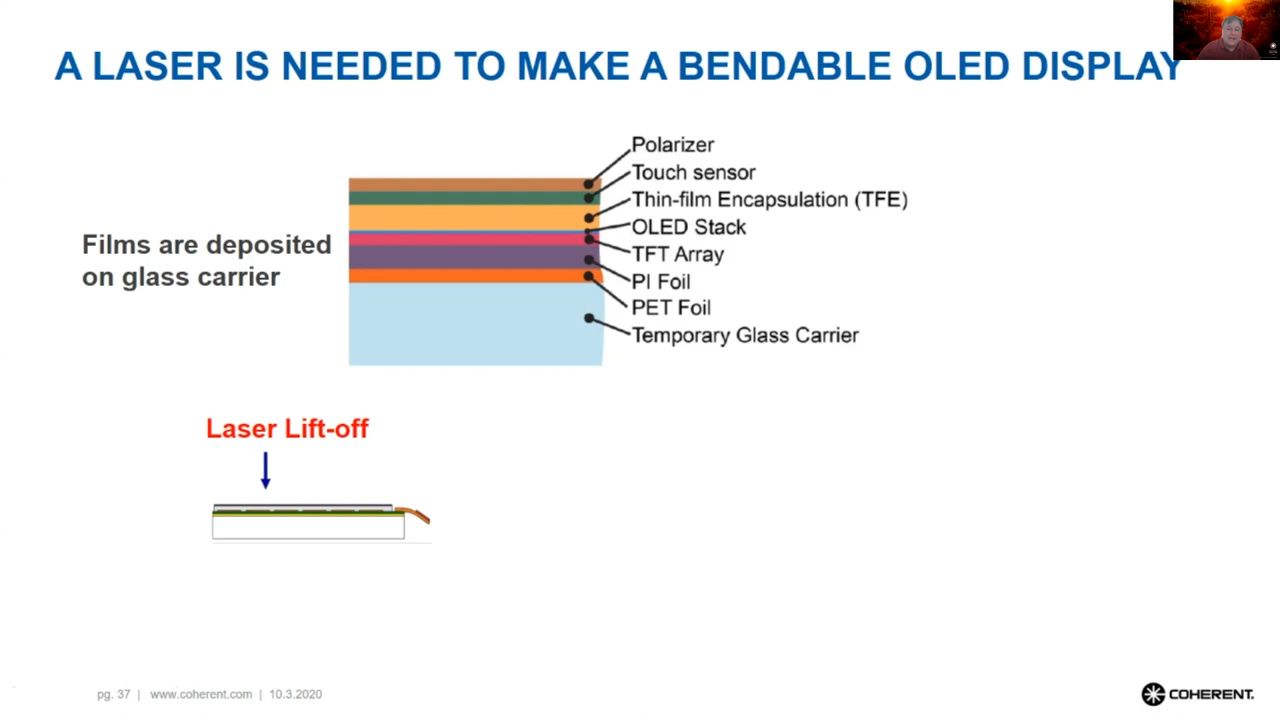 A LASER IS NEEDED TO MAKE A BENDABLE OLED DISPLAY
Films are deposited
on glass carrier
Polarizer
Touch sensor
Thin-film Encapsulation (TFE)
OLED Stack
TFT Array
PI Foil
PET Foil
Temporary Glass Carrier
Laser Lift-off
pg. 37 | www.coherent.com | 10.3.2020
COHERENT.